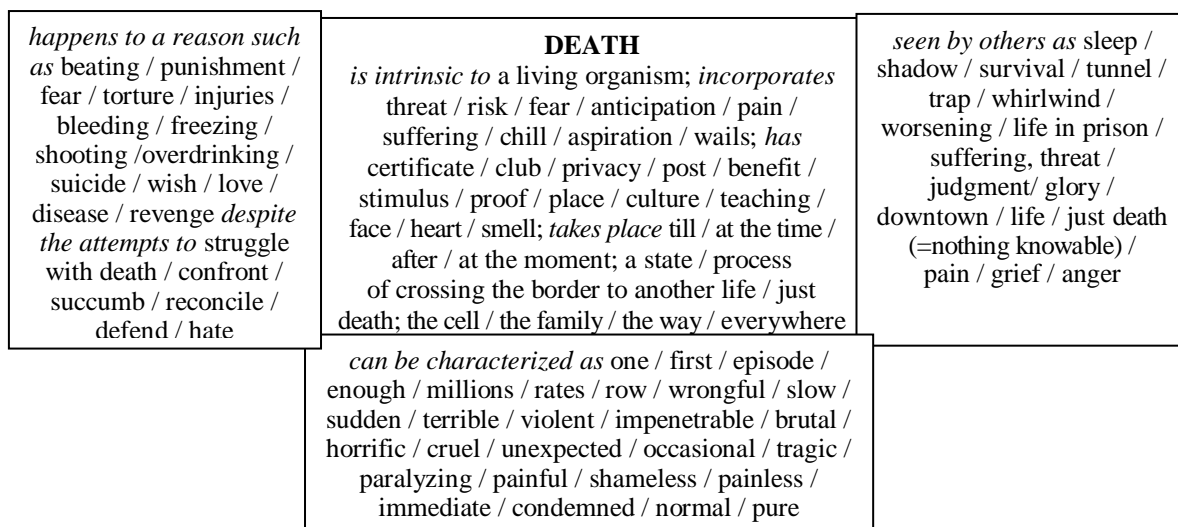 happens to a reason such
as beating / punishment /
fear / torture / injuries /
bleeding / freezing /
shooting /overdrinking /
suicide / wish / love /
disease / revenge despite
the attempts to struggle
with death / confront /
succumb / reconcile /
defend / hate
DEATH
is intrinsic to a living organism; incorporates
threat / risk / fear / anticipation / pain /
suffering / chill / aspiration / wails; has
certificate / club / privacy / post / benefit /
stimulus / proof / place / culture / teaching /
face / heart / smell; takes place till / at the time /
after / at the moment; a state / process
of crossing the border to another life / just
death; the cell / the family / the way / everywhere
seen by others as sleep /
shadow / survival / tunnel /
trap / whirlwind /
worsening / life in prison /
suffering, threat /
judgment/ glory /
downtown / life / just death
(=nothing knowable) /
pain / grief / anger
can be characterized as one / first / episode /
enough / millions / rates / row / wrongful / slow /
sudden / terrible / violent / impenetrable / brutal /
horrific / cruel / unexpected / occasional / tragic /
paralyzing / painful / shameless / painless /
immediate / condemned / normal / pure